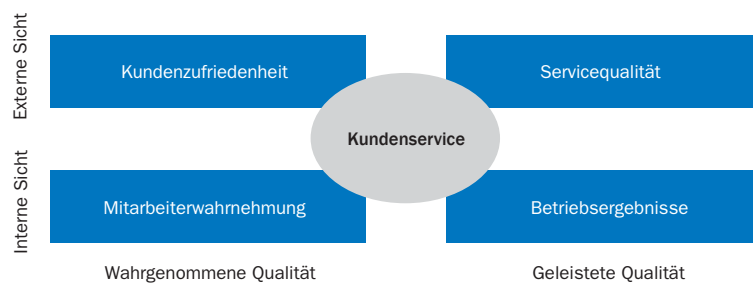 Externe Sicht
Kundenzufriedenheit
Servicequalität
Kundenservice
Interne Sicht
Mitarbeiterwahrnehmung
Betriebsergebnisse
Wahrgenommene Qualität
Geleistete Qualität